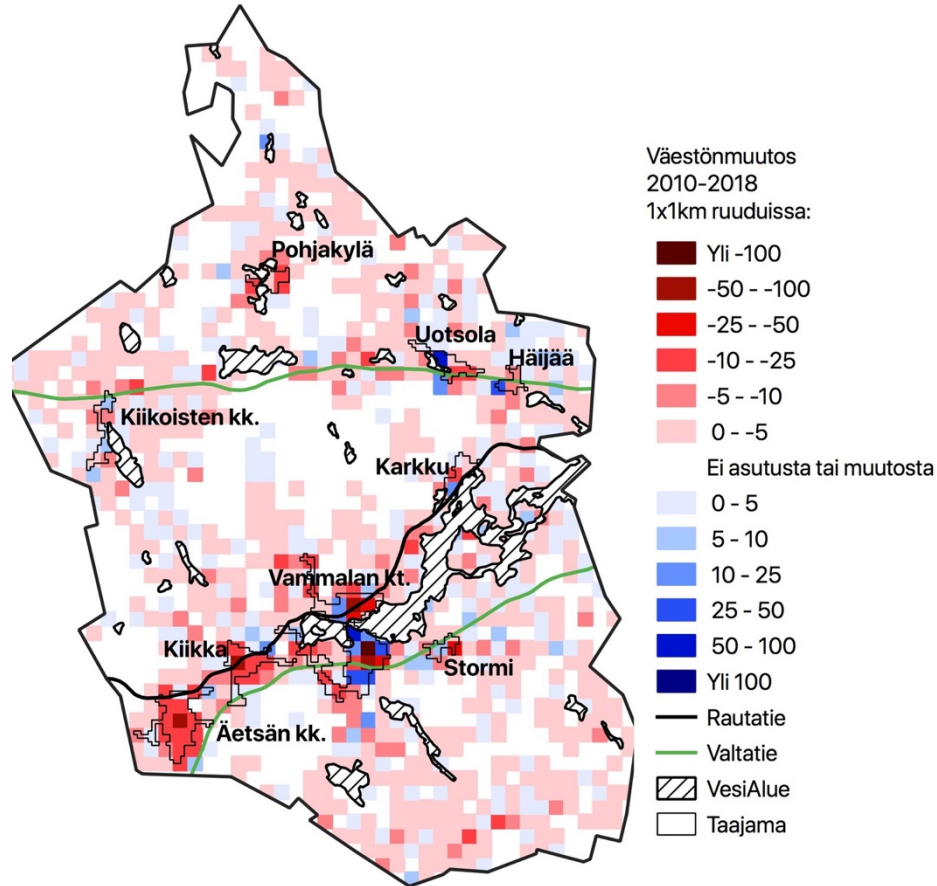 Pohjakylä
Uotsola
Häijää
Kiikoisten kk.
Karkku
Vammalan kt.
Kiikka
Stormi
Äetsän kk.
Väestönmuutos
2010-2018
1x1km ruuduissa:
Yli -100
-50 - -100
-25 - -50
-10 - -25
-5 - -10
0 - -5
Ei asutusta tai muutosta
0 - 5
5 - 10
10 - 25
25 - 50
50 - 100
Yli 100
Rautatie
Valtatie
VesiAlue
Taajama